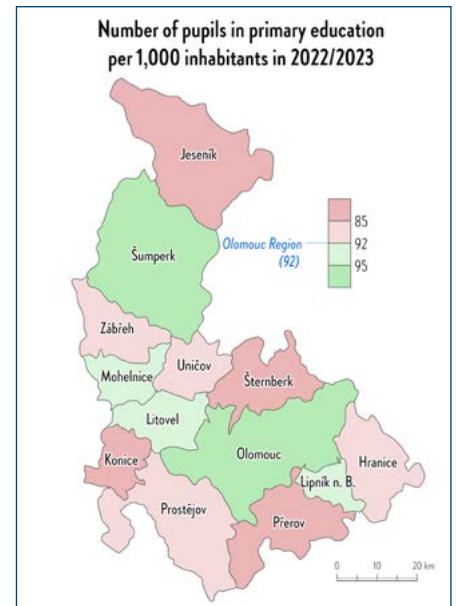 Number of pupils in primary education
per 1,000 inhabitants in 2022/2023
Jeseník
85
Olomouc Region
92
(92)
95
Šumperk
Zábřeh
Uničov
Mohelnice
Šternberk
Litovel
Konice
Olomouc
Hranice
Lipník n. B.
Prostějov
Přerov
0 10 20 km